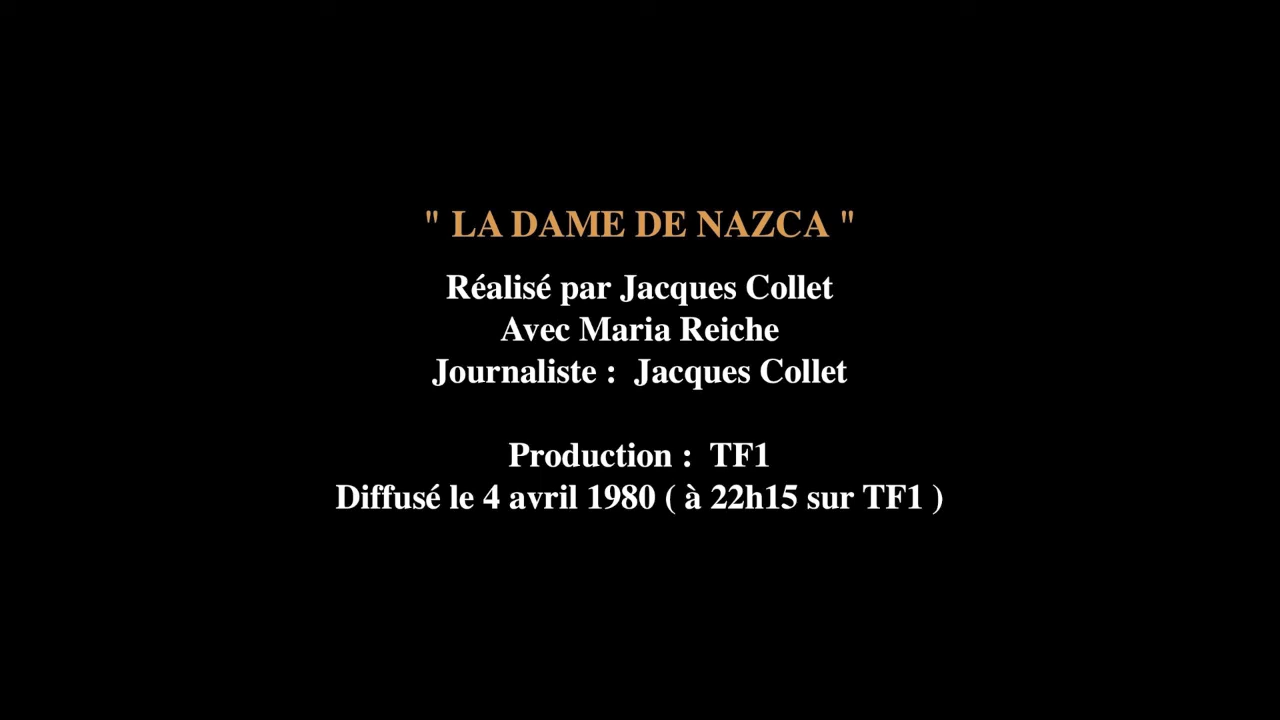 " LA DAME DE NAZCA "
Réalisé par Jacques Collet
Avec Maria Reiche
Journaliste :  Jacques Collet
Production :  TF1
Diffusé le 4 avril 1980 ( à 22h15 sur TF1 )